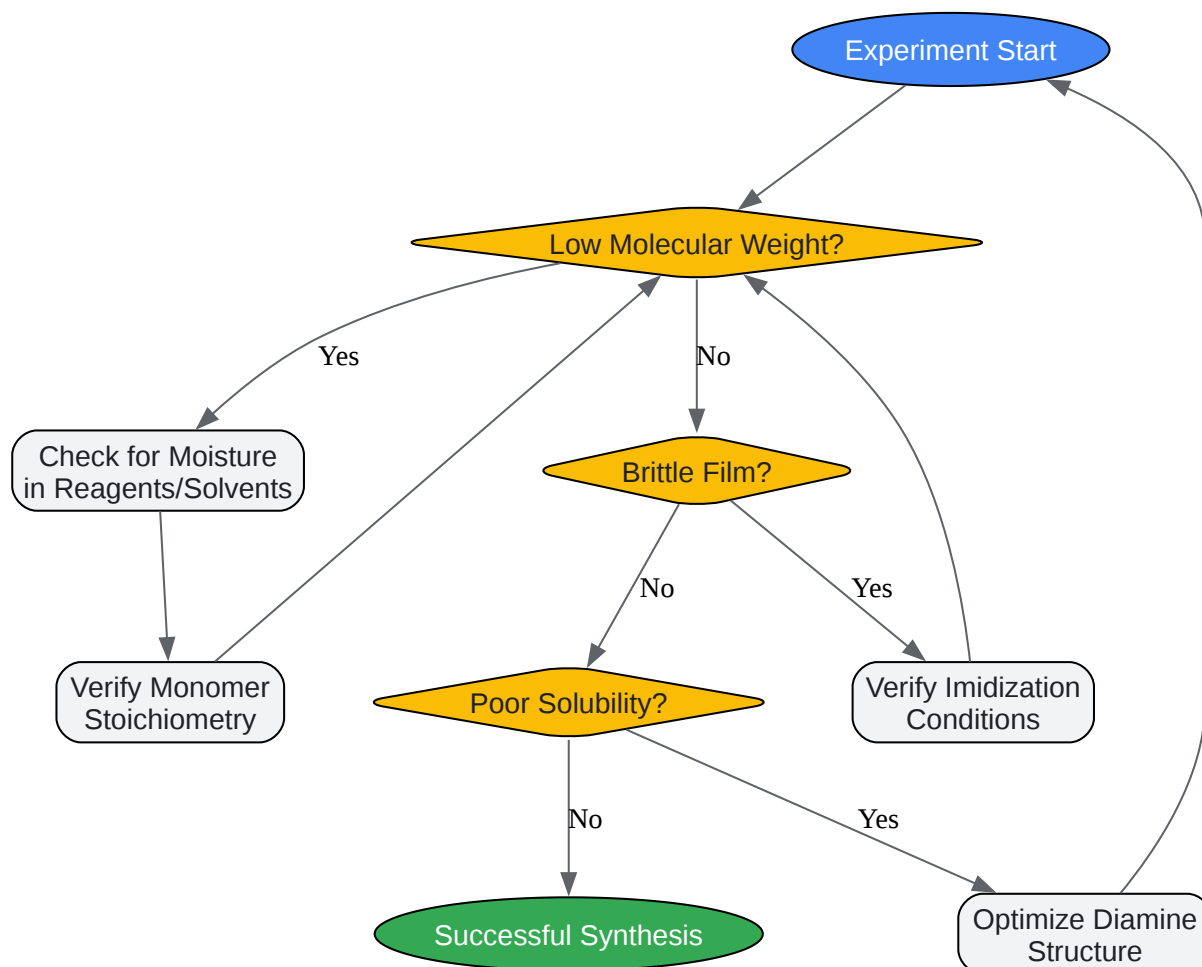 Experiment Start
Low Molecular Weight?
Yes
No
Check for Moisture
in Reagents/Solvents
Brittle Film?
No
Yes
Verify Monomer
Stoichiometry
Poor Solubility?
Verify Imidization
Conditions
No
Yes
Successful Synthesis
Optimize Diamine
Structure